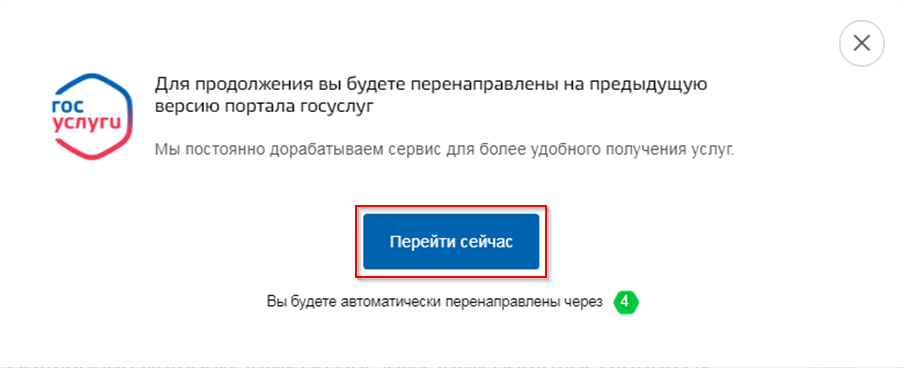 гос
услуги
Для продолжения вы будете перенаправлены на предыдущую
версию портала госуслуг
Мы постоянно дорабатываем сервис для более удобного получения услуг.
Перейти сейчас
Вы будете автоматически перенаправлены через 4